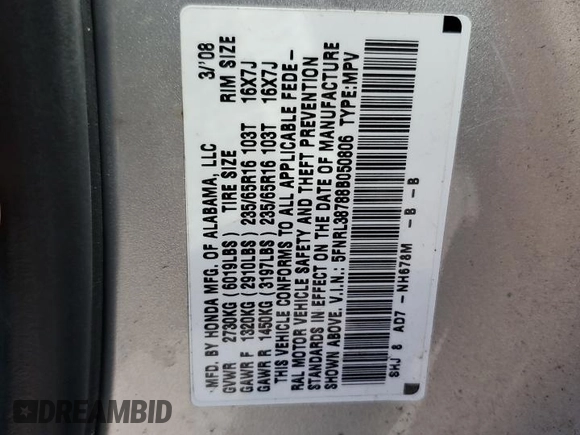 MFD. BY HONDA MFG. OF ALABAMA, LLC 3/'08
GVWR 2730KG (6019LBS) TIRE SIZE RIM SIZE
GAWR F 1320KG (2910LBS) 235/65R16 103T 16X7J
GAWR R 1450KG (3197LBS) 235/65R16 103T 16X7J
THIS VEHICLE CONFORMS TO ALL APPLICABLE FEDE-
RAL MOTOR VEHICLE SAFETY AND THEFT PREVENTION
STANDARDS IN EFFECT ON THE DATE OF MANUFACTURE
SHOWN ABOVE. V.I.N.: 5FNRL38788B050806 TYPE:MPV
SHJ 8 AD7 -NH678M -B -B
DREAMBID